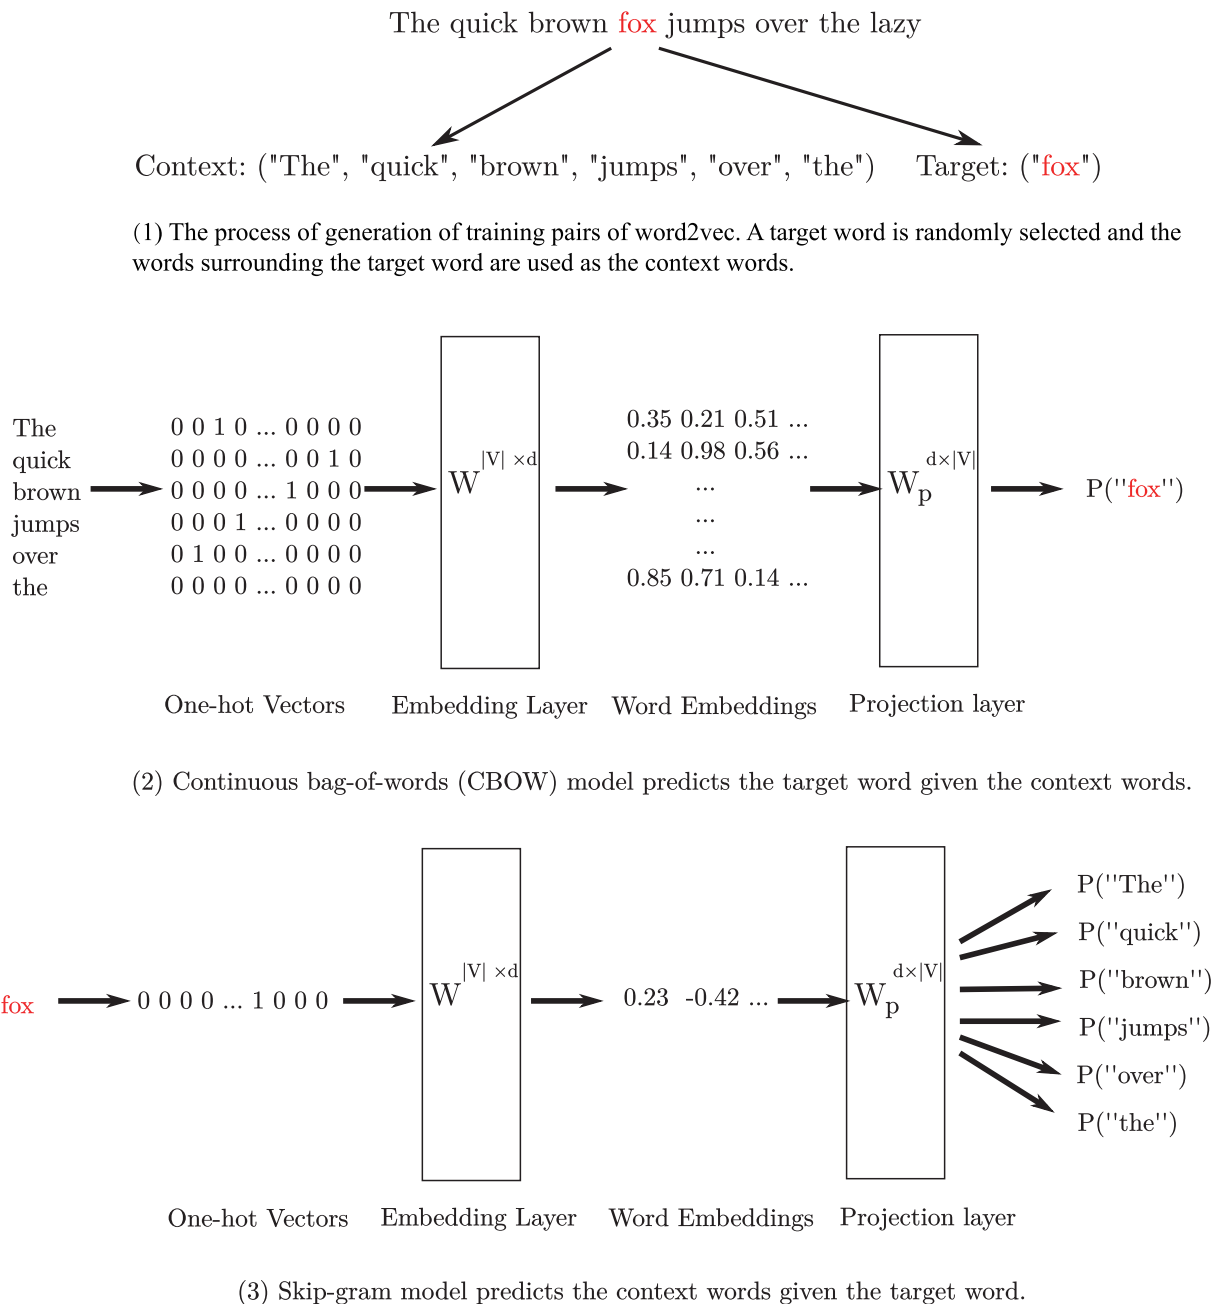 The quick brown fox jumps over the lazy
Context: ("The", "quick", "brown", "jumps", "over", "the")    Target: ("fox")
(1) The process of generation of training pairs of word2vec. A target word is randomly selected and the
words surrounding the target word are used as the context words.
The
quick
brown
jumps
over
the
0 0 1 0 ... 0 0 0 0
0 0 0 0 ... 0 0 1 0
0 0 0 0 ... 1 0 0 0
0 0 0 1 ... 0 0 0 0
0 1 0 0 ... 0 0 0 0
0 0 0 0 ... 0 0 0 0
W |V| ×d
0.35 0.21 0.51 ...
0.14 0.98 0.56 ...
...
...
...
0.85 0.71 0.14 ...
Wp d×|V|
P(''fox'')
One-hot Vectors    Embedding Layer    Word Embeddings    Projection layer
(2) Continuous bag-of-words (CBOW) model predicts the target word given the context words.
fox
0 0 0 0 ... 1 0 0 0
W |V| ×d
0.23 -0.42 ...
Wp d×|V|
P(''The'')
P(''quick'')
P(''brown'')
P(''jumps'')
P(''over'')
P(''the'')
One-hot Vectors    Embedding Layer    Word Embeddings    Projection layer
(3) Skip-gram model predicts the context words given the target word.